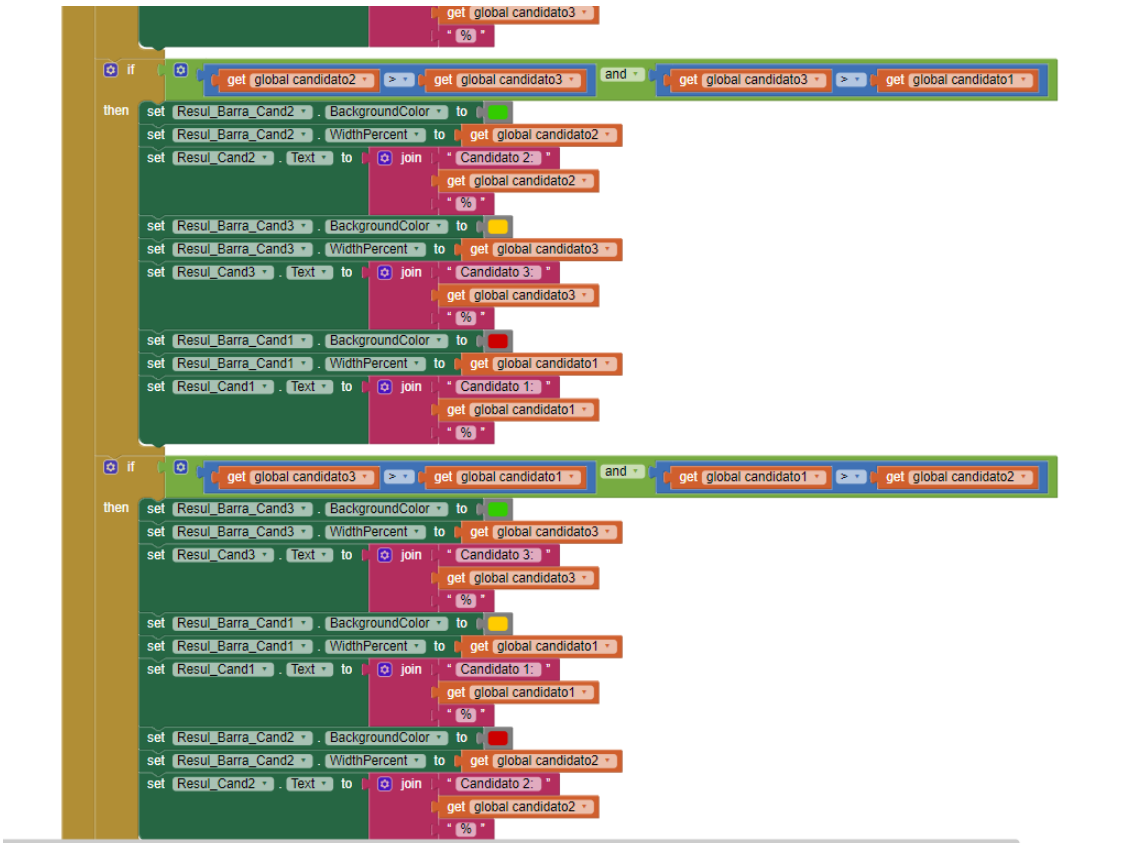 get global candidato3
" % "
if get global candidato2 > get global candidato3 and get global candidato3 > get global candidato1
then set Resul_Barra_Cand2 . BackgroundColor to
set Resul_Barra_Cand2 . WidthPercent to get global candidato2
set Resul_Cand2 . Text to join " Candidato 2: "
get global candidato2
" % "
set Resul_Barra_Cand3 . BackgroundColor to
set Resul_Barra_Cand3 . WidthPercent to get global candidato3
set Resul_Cand3 . Text to join " Candidato 3: "
get global candidato3
" % "
set Resul_Barra_Cand1 . BackgroundColor to
set Resul_Barra_Cand1 . WidthPercent to get global candidato1
set Resul_Cand1 . Text to join " Candidato 1: "
get global candidato1
" % "
if get global candidato3 > get global candidato1 and get global candidato1 > get global candidato2
then set Resul_Barra_Cand3 . BackgroundColor to
set Resul_Barra_Cand3 . WidthPercent to get global candidato3
set Resul_Cand3 . Text to join " Candidato 3: "
get global candidato3
" % "
set Resul_Barra_Cand1 . BackgroundColor to
set Resul_Barra_Cand1 . WidthPercent to get global candidato1
set Resul_Cand1 . Text to join " Candidato 1: "
get global candidato1
" % "
set Resul_Barra_Cand2 . BackgroundColor to
set Resul_Barra_Cand2 . WidthPercent to get global candidato2
set Resul_Cand2 . Text to join " Candidato 2: "
get global candidato2
" % "